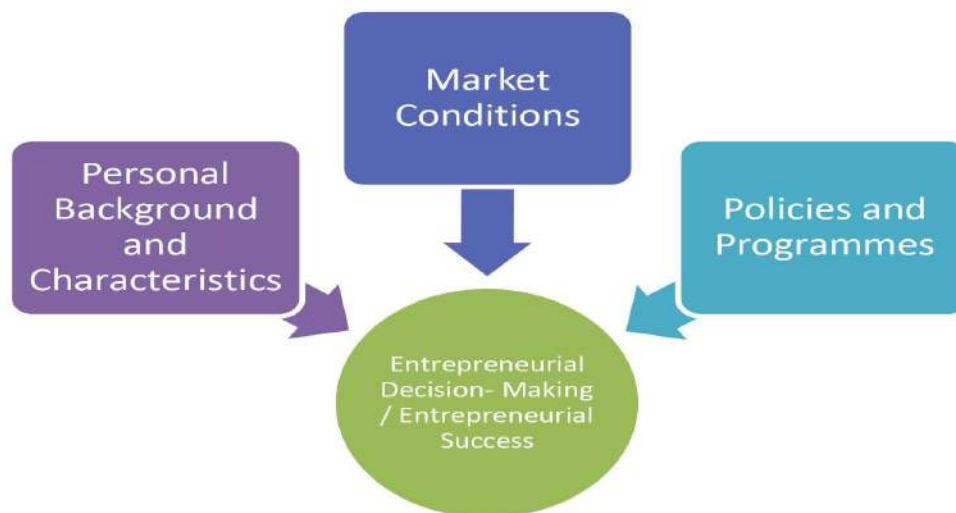 Market
Conditions
Personal
Background
and
Characteristics
Policies and
Programmes
Entrepreneurial
Decision- Making
/ Entrepreneurial
Success